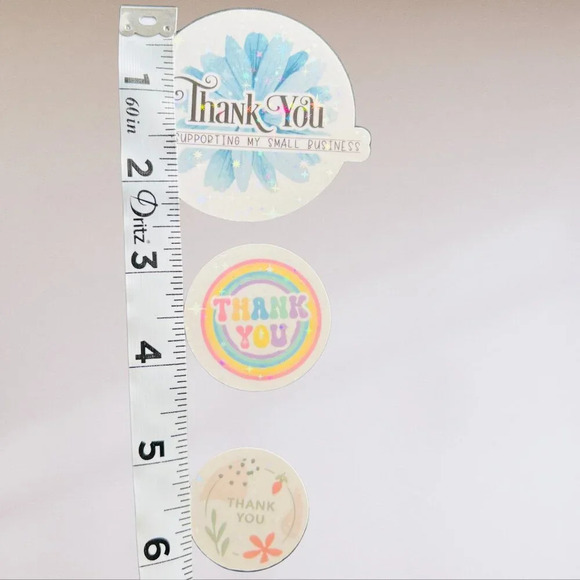 1
60in
2
Dritz®
3
4
5
6
Thank You
SUPPORTING MY SMALL BUSINESS
THANK
YOU
THANK
YOU